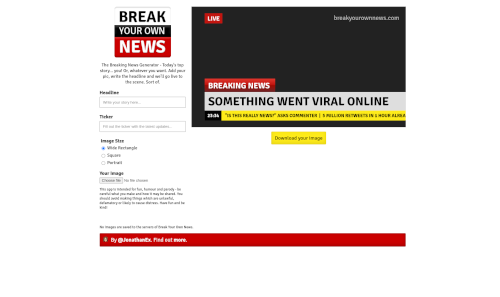 BREAK
YOUR OWN
NEWS
The Breaking News Generator - Today's top
story... you! Or, whatever you want. Add your
pic, write the headline and we'll go live to
the scene. Sort of.
Headline
Write your story here...
Ticker
Fill out the ticker with the latest updates...
Image Size
Wide Rectangle
Square
Portrait
Your Image
Choose file No file chosen
This app is intended for fun, humour and parody - be
careful what you make and how it may be shared. You
should avoid making things which are unlawful,
defamatory or likely to cause distress. Have fun and be
kind!
LIVE
breakyourownnews.com
BREAKING NEWS
SOMETHING WENT VIRAL ONLINE
"IS THIS REALLY NEWS?" ASKS COMMENTER | 5 MILLION RETWEETS IN 1 HOUR ALREA
Download your image
No images are saved to the servers of Break Your Own News.
By @JonathanEx. Find out more.